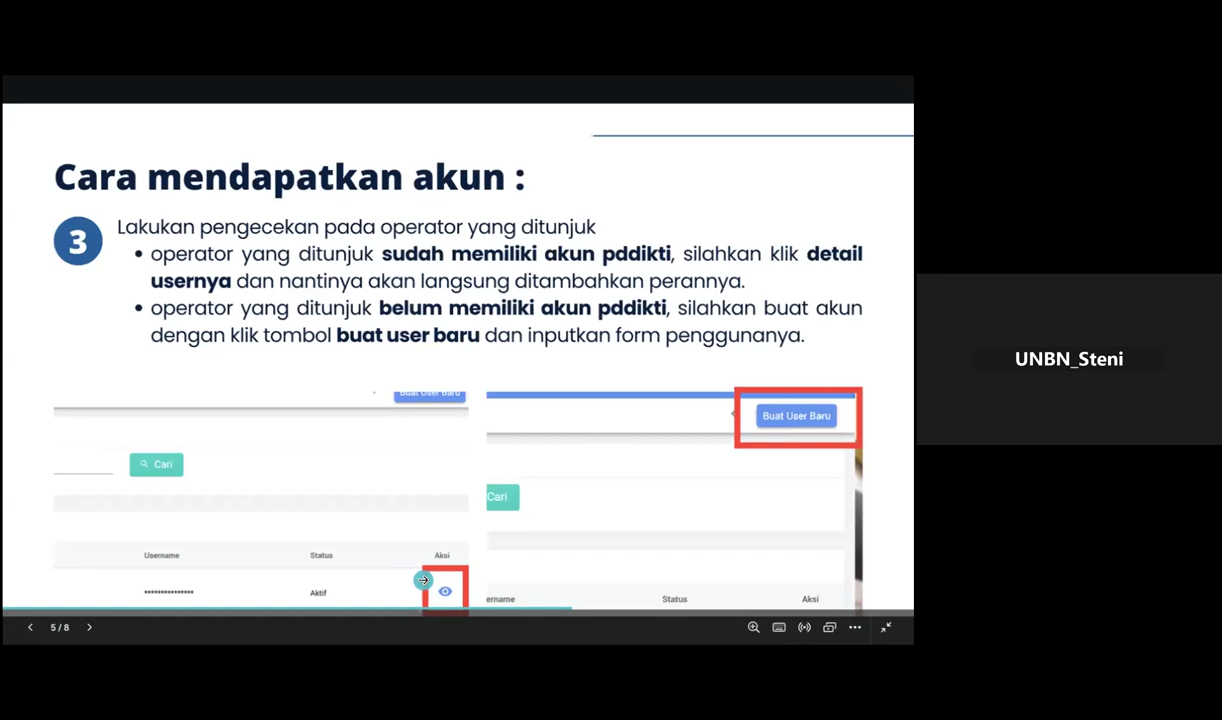 Cara mendapatkan akun :
3
Lakukan pengecekan pada operator yang ditunjuk
• operator yang ditunjuk sudah memiliki akun pddikti, silahkan klik detail
usernya dan nantinya akan langsung ditambahkan perannya.
• operator yang ditunjuk belum memiliki akun pddikti, silahkan buat akun
dengan klik tombol buat user baru dan inputkan form penggunanya.
Buat User Baru
Cari
Username Status Aksi
*************** Aktif
Buat User Baru
Cari
ername Status Aksi
5 / 8
UNBN_Steni